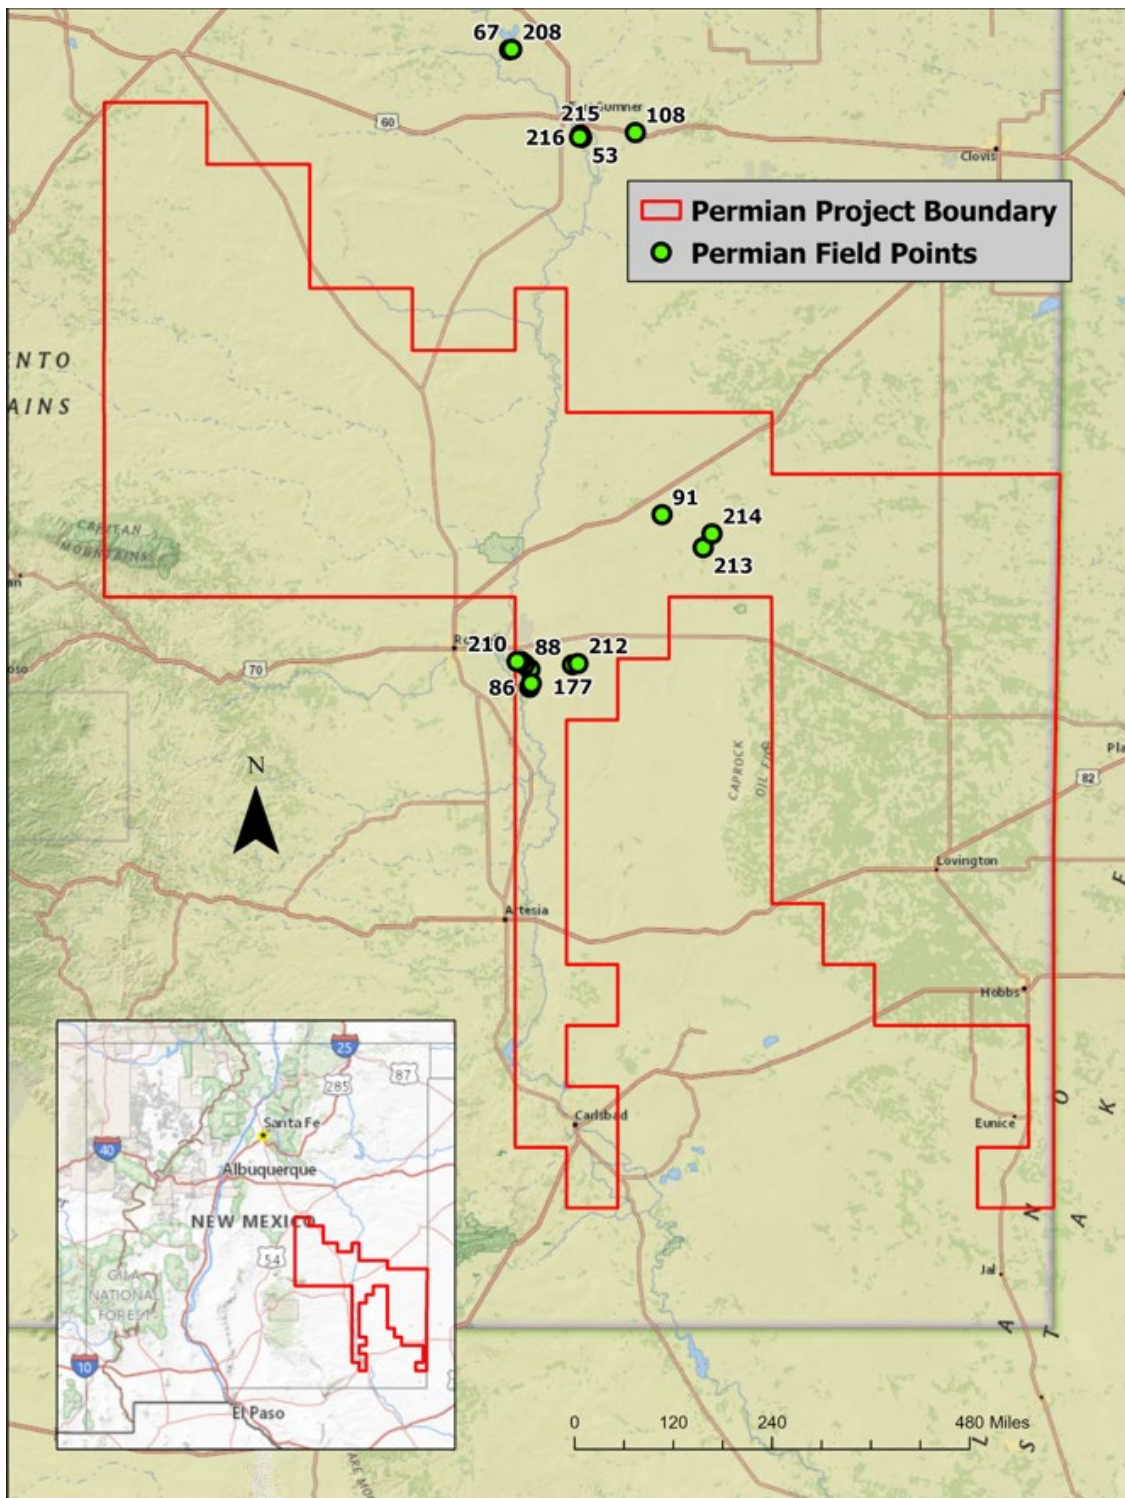 67 208
Sumner
215
108
60
216
53
Clovis
Permian Project Boundary
Permian Field Points
ENTO
AINS
91
214
CAPITAN
MOUNTAINS
213
210 88 212
70
86 177
CAPROCK
OIL FIELD
N
82
Lovington
Artesia
Hobbs
25
87
285
Santa Fe
40
Albuquerque
Carlsbad
Eunice
NEW MEXICO
54
GILA
NATIONAL
FOREST
Jal
10
El Paso
0 120 240 480 Miles